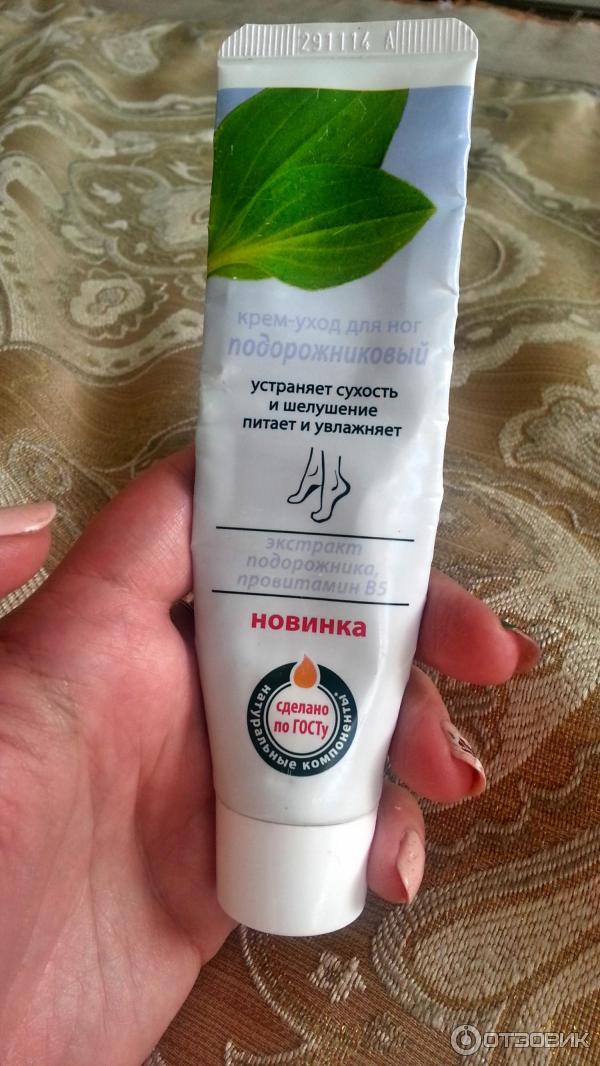 291114 А
крем-уход для ног
подорожниковый
устраняет сухость
и шелушение
питает и увлажняет
экстракт
подорожника,
провитамин В5
новинка
натуральные компоненты*
сделано
по ГОСТу
ОТЗОВИК